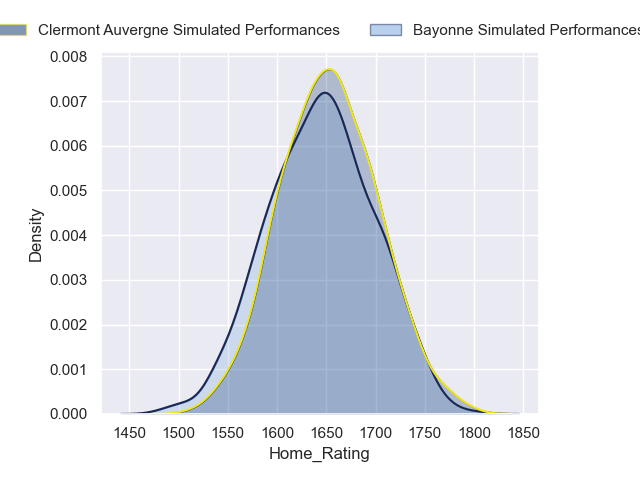 Clermont Auvergne Simulated Performances
Bayonne Simulated Performances
0.008
0.007
0.006
0.005
0.004
0.003
0.002
0.001
0.000
Density
1450 1500 1550 1600 1650 1700 1750 1800 1850
Home_Rating